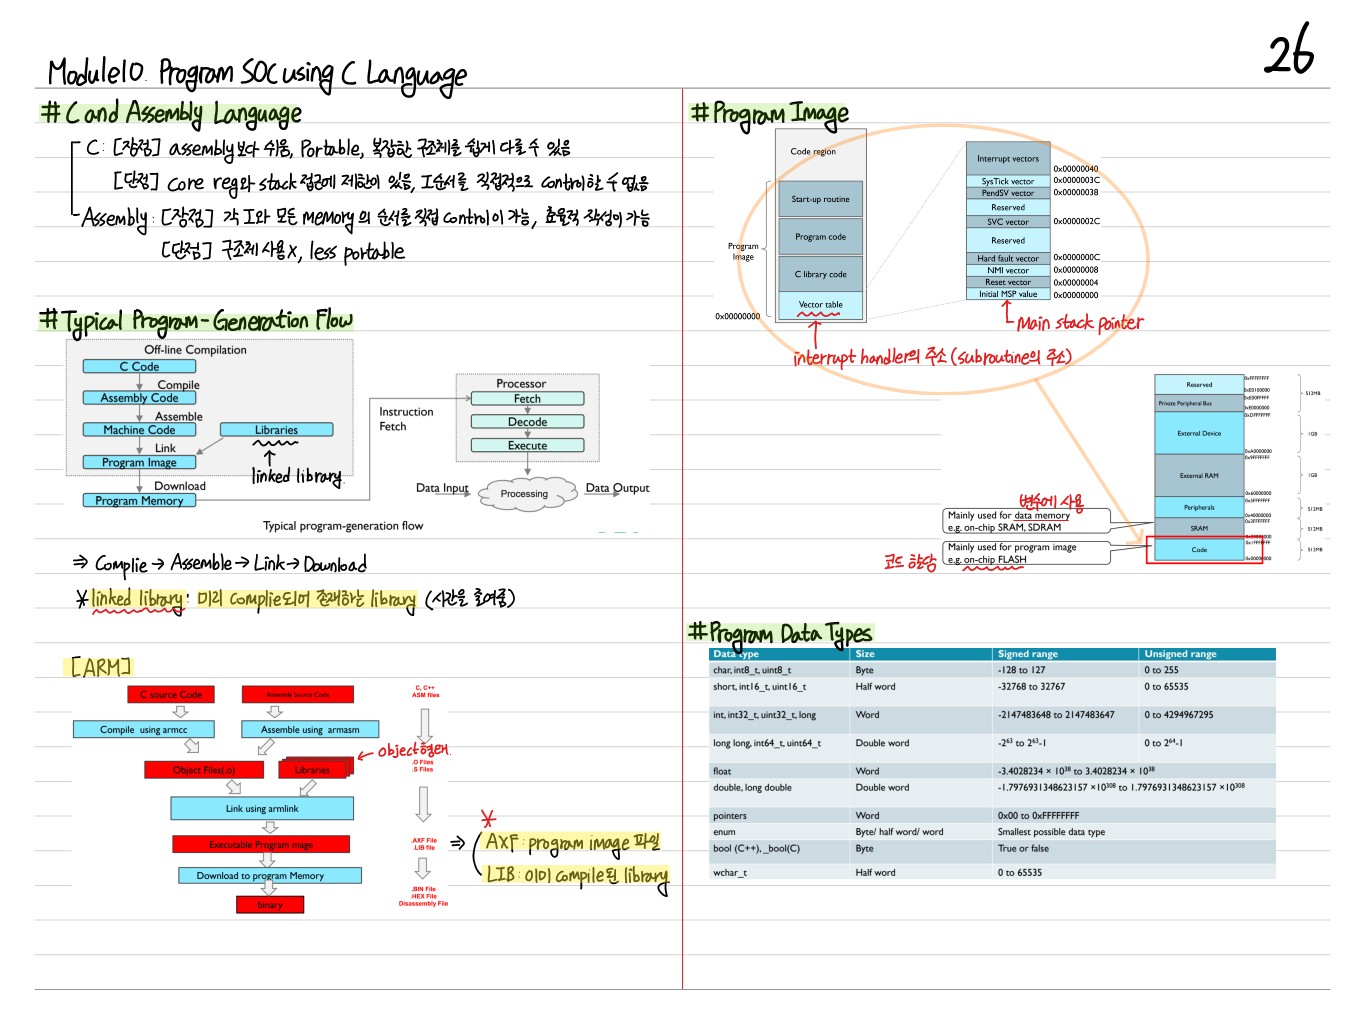 26
Module10. Program SOC using C Language
# C and Assembly Language
C : [장점] assembly보다 쉬움, Portable, 복잡한 구조체를 쉽게 다룰 수 있음
[단점] core reg와 stack 접근에 제한이 있음, I순서를 직접적으로 control할 수 없음
Assembly : [장점] 각 I와 모든 memory의 순서를 직접 control이 가능, 효율적 작성이 가능
[단점] 구조체 사용X, less portable
# Typical Program-Generation Flow
Off-line Compilation
C Code
Compile
Assembly Code
Assemble
Machine Code
Libraries
Link
Program Image
linked library
Download
Program Memory
Instruction
Fetch
Processor
Fetch
Decode
Execute
Data Input
Processing
Data Output
Typical program-generation flow
⇒ Complie → Assemble → Link → Download
* linked library : 미리 complie되어 존재하는 library (시간을 줄여줌)
[ARM]
C source Code
Assembly Source Code
Compile using armcc
Assemble using armasm
object형태.
Object Files(.o)
Libraries
Link using armlink
Executable Program mage
Download to program Memory
binary
C, C++
ASM files
.O Files
.S Files
.AXF File
.LIB file
.BIN File
.HEX File
Disassembly File
*
⇒ AXF : program image 파일
LIB : 이미 compile된 library
# Program Image
Code region
Start-up routine
Program code
C library code
Vector table
Program
Image
0x00000000
Interrupt vectors
0x00000040
SysTick vector 0x0000003C
PendSV vector 0x00000038
Reserved
SVC vector 0x0000002C
Reserved
Hard fault vector 0x0000000C
NMI vector 0x00000008
Reset vector 0x00000004
Initial MSP value 0x00000000
Main stack pointer
interrupt handler의 주소 (subroutine의 주소)
Reserved
0xFFFFFFFF
0xE0100000
512MB
Private Peripheral Bus
0xE00FFFFF
0xE0000000
External Device
0xDFFFFFFF
0xA0000000
1GB
External RAM
0x9FFFFFFF
0x60000000
1GB
Peripherals
0x5FFFFFFF
0x40000000
512MB
SRAM
0x3FFFFFFF
512MB
Code
0x1FFFFFFF
512MB
변수에 사용
Mainly used for data memory
e.g. on-chip SRAM, SDRAM
코드 할당
Mainly used for program image
e.g. on-chip FLASH
# Program Data Types
Data type Size Signed range Unsigned range
char, int8_t, uint8_t Byte -128 to 127 0 to 255
short, int16_t, uint16_t Half word -32768 to 32767 0 to 65535
int, int32_t, uint32_t, long Word -2147483648 to 2147483647 0 to 4294967295
long long, int64_t, uint64_t Double word -2⁶³ to 2⁶³-1 0 to 2⁶⁴-1
float Word -3.4028234 × 10³⁸ to 3.4028234 × 10³⁸
double, long double Double word -1.7976931348623157 ×10³⁰⁸ to 1.7976931348623157 ×10³⁰⁸
pointers Word 0x00 to 0xFFFFFFFF
enum Byte/ half word/ word Smallest possible data type
bool (C++), _bool(C) Byte True or false
wchar_t Half word 0 to 65535